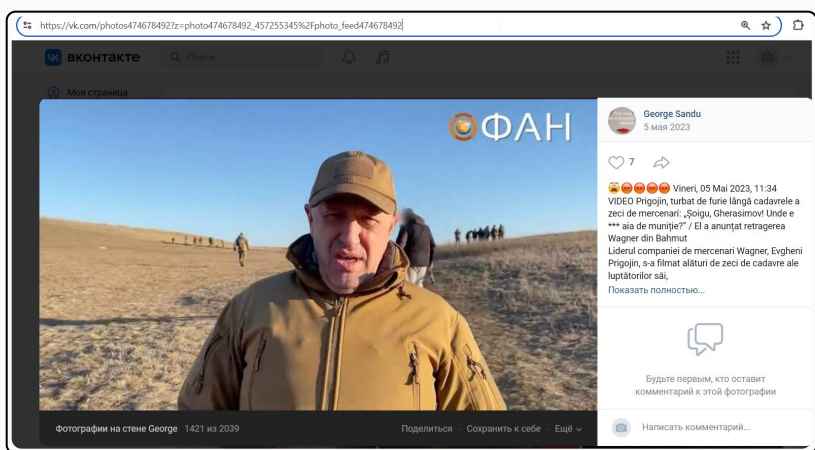 https://vk.com/photos474678492?z=photo474678492_457255345%2Fphoto_feed474678492
вконтакте
Поиск
Моя страница
ФАН
George Sandu
5 мая 2023
7
Vineri, 05 Mai 2023, 11:34
VIDEO Prigojin, turbat de furie lângă cadavrele a
zeci de mercenari: „Șoigu, Gherasimov! Unde e
*** aia de muniție?” / El a anunțat retragerea
Wagner din Bahmut
Liderul companiei de mercenari Wagner, Evgheni
Prigojin, s-a filmat alături de zeci de cadavre ale
luptătorilor săi,
Показать полностью...
Будьте первым, кто оставит
комментарий к этой фотографии
Фотографии на стене George 1421 из 2039
Поделиться · Сохранить к себе · Ещё
Написать комментарий...